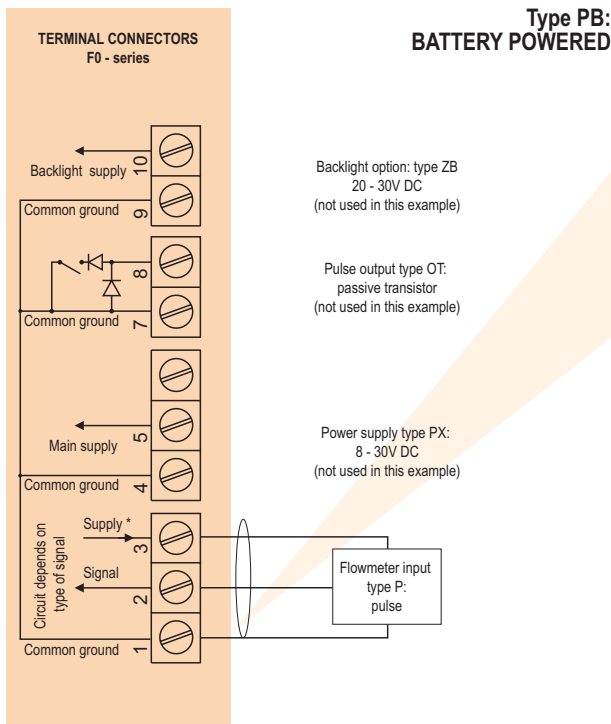 Type PB:
BATTERY POWERED
TERMINAL CONNECTORS
F0 - series
10
Backlight supply
9
Common ground
Backlight option: type ZB
20 - 30V DC
(not used in this example)
8
7
Common ground
Pulse output type OT:
passive transistor
(not used in this example)
5
Main supply
4
Common ground
Power supply type PX:
8 - 30V DC
(not used in this example)
Circuit depends on
type of signal
Supply *
3
Signal
2
1
Common ground
Flowmeter input
type P:
pulse